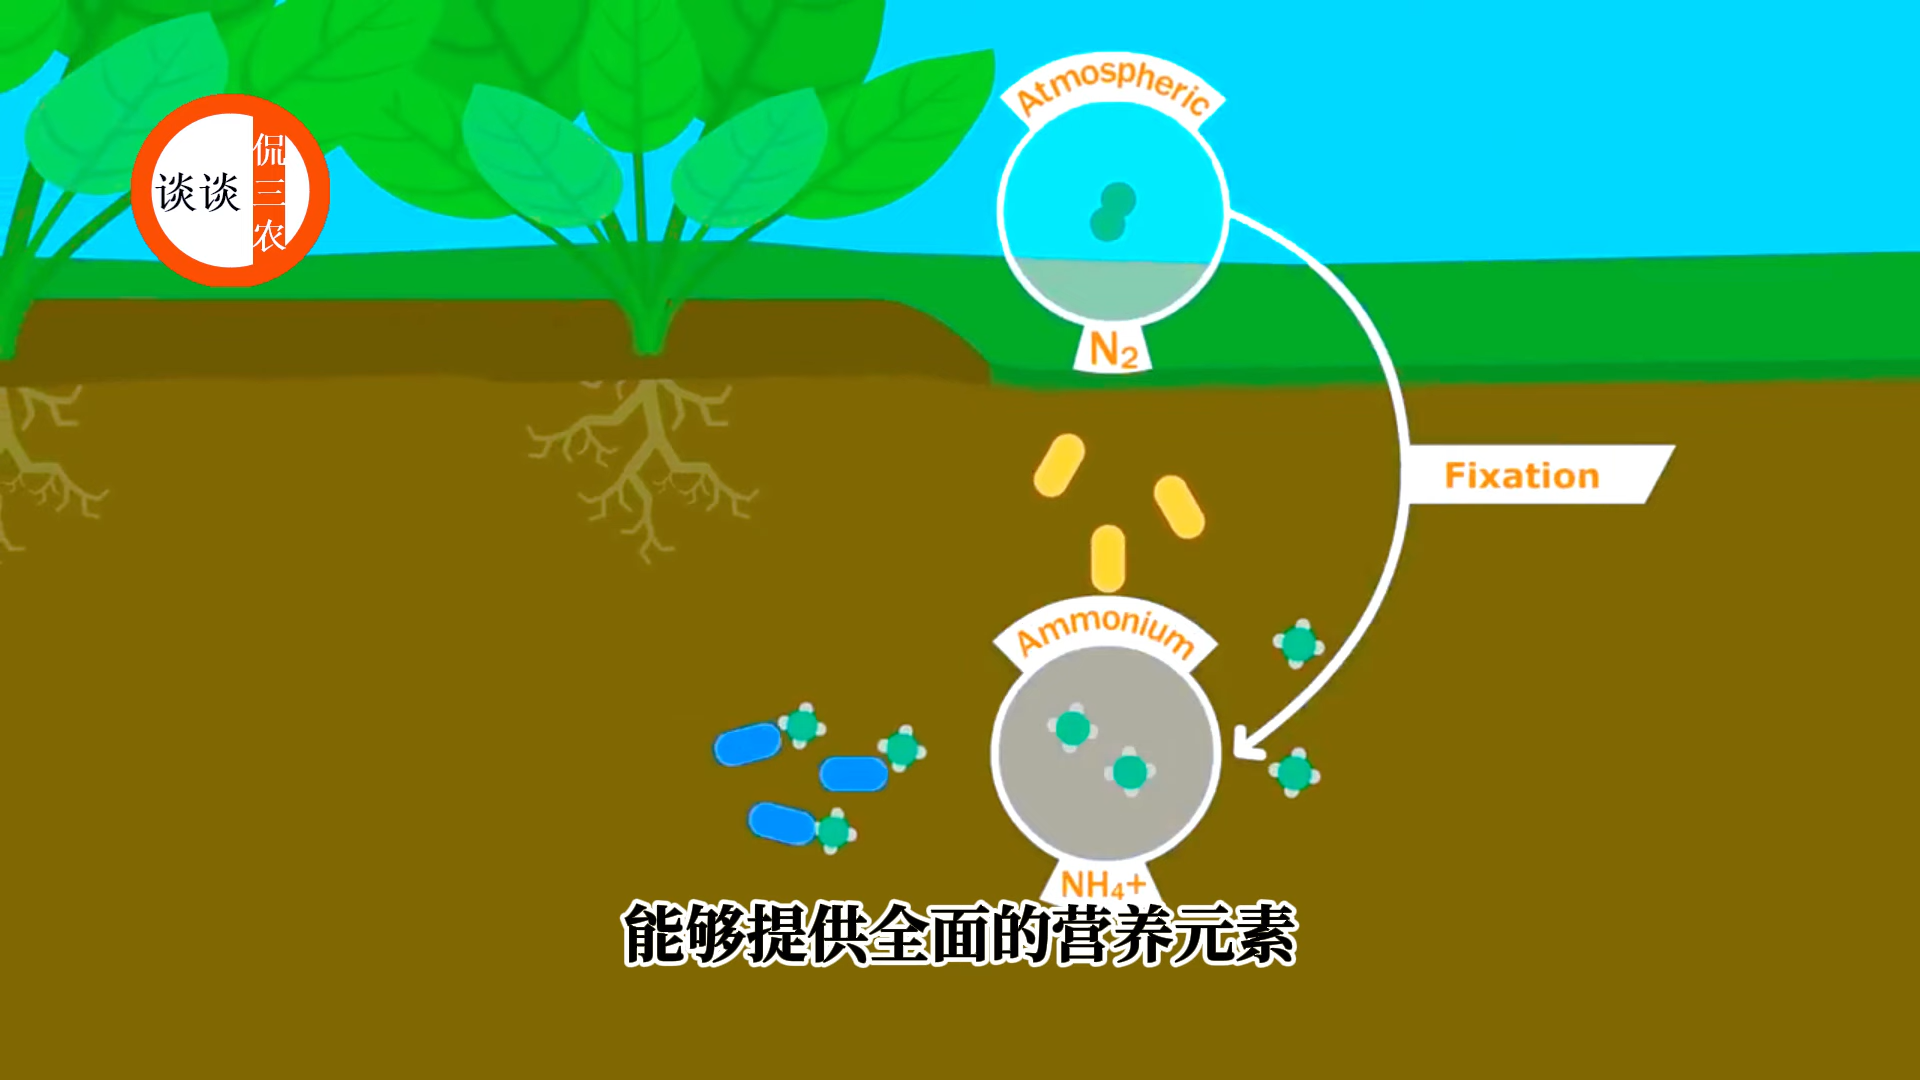 谈谈
侃三农
Atmospheric
N₂
Fixation
Ammonium
NH₄+
能够提供全面的营养元素